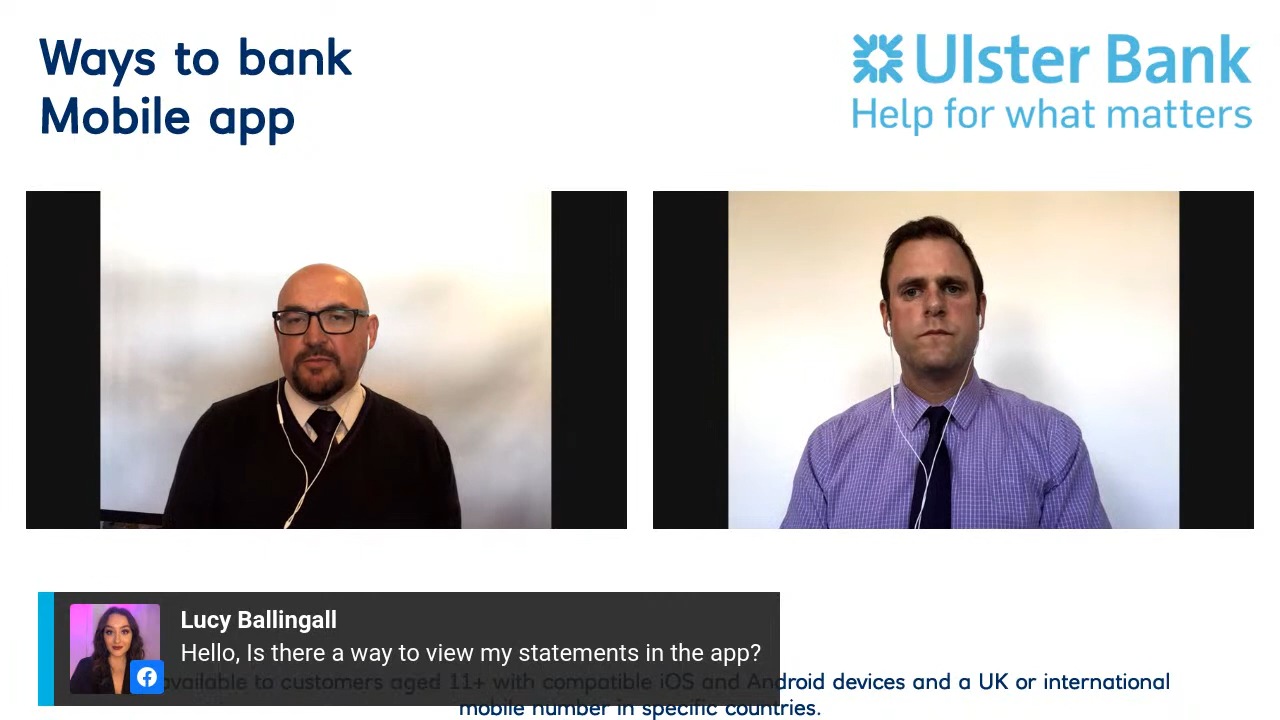 Ways to bank
Mobile app
Ulster Bank
Help for what matters
Lucy Ballingall
Hello, Is there a way to view my statements in the app?
available to customers aged 11+ with compatible iOS and Android devices and a UK or international
mobile number in specific countries.